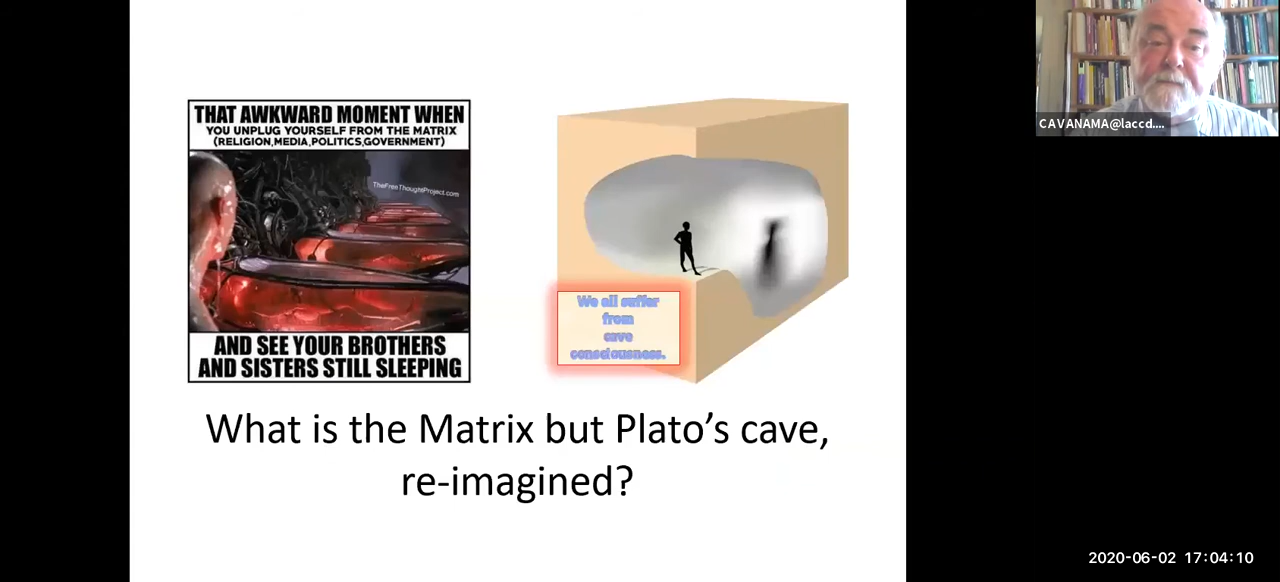 THAT AWKWARD MOMENT WHEN
YOU UNPLUG YOURSELF FROM THE MATRIX
(RELIGION,MEDIA,POLITICS,GOVERNMENT)
TheFreeThoughtProject.com
AND SEE YOUR BROTHERS
AND SISTERS STILL SLEEPING
We all suffer
from
cave
consciousness.
What is the Matrix but Plato’s cave,
re-imagined?
CAVANAMA@laccd....
2020-06-02 17:04:10